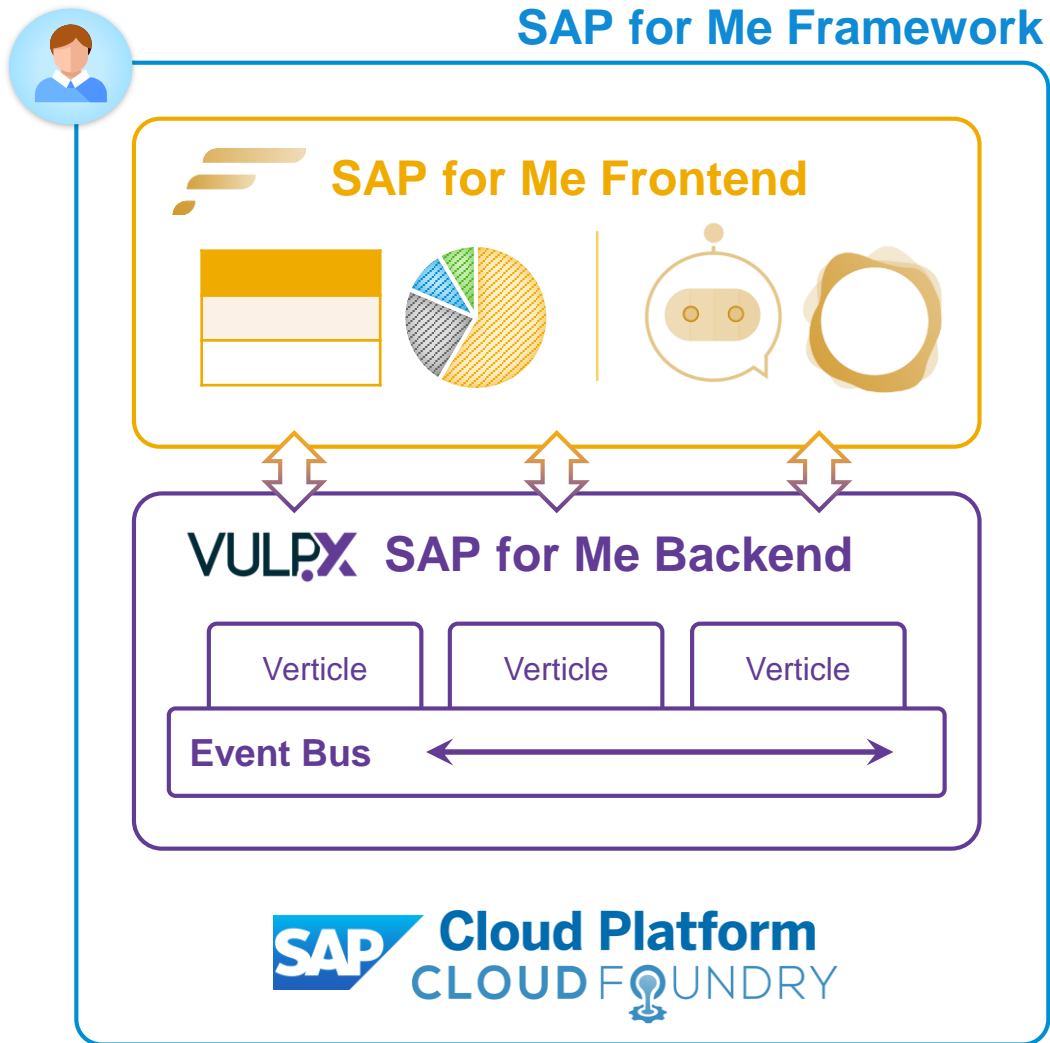 SAP for Me Framework
SAP for Me Frontend
VULP.X SAP for Me Backend
Verticle Verticle Verticle
Event Bus
SAP Cloud Platform
CLOUD FOUNDRY